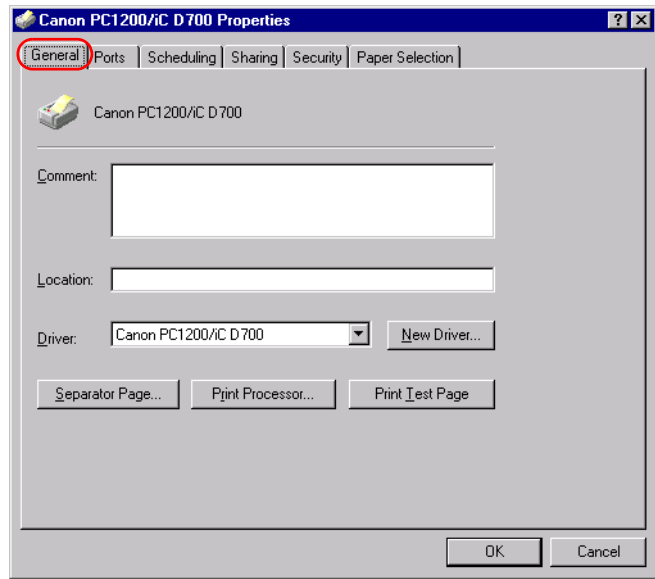 Canon PC1200/iC D700 Properties
General Ports Scheduling Sharing Security Paper Selection
Canon PC1200/iC D700
Comment:
Location:
Driver: Canon PC1200/iC D700 New Driver...
Separator Page... Print Processor... Print Test Page
OK Cancel